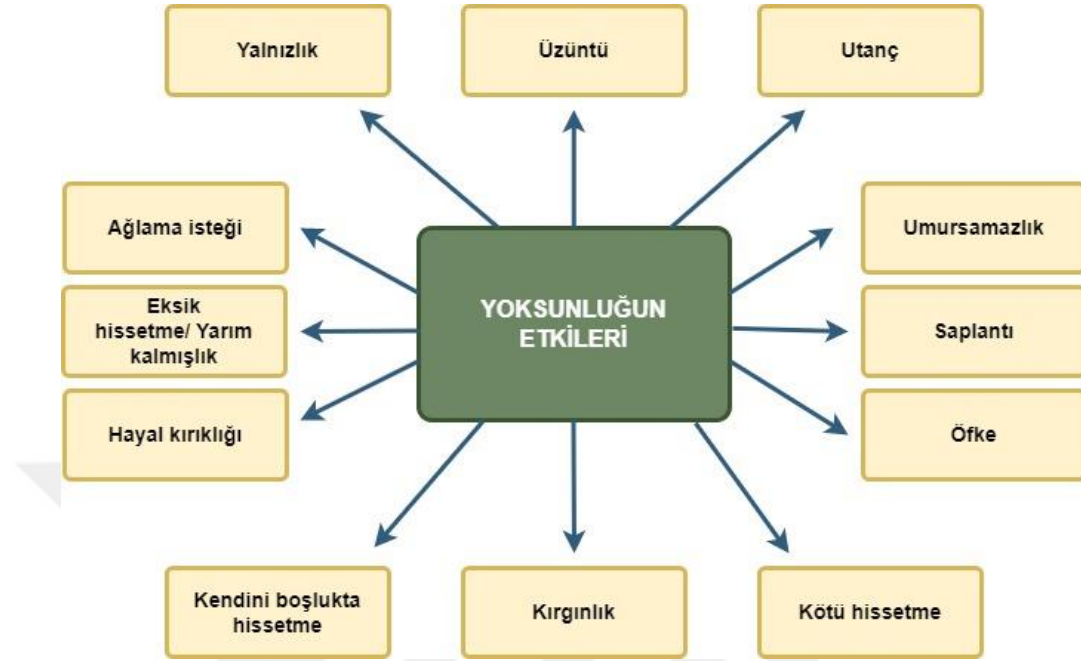 Yalnızlık
Üzüntü
Utanç
Ağlama isteği
Umursamazlık
YOKSUNLUĞUN
ETKİLERİ
Eksik
hissetme/ Yarım
kalmışlık
Saplantı
Hayal kırıklığı
Öfke
Kendini boşlukta
hissetme
Kırgınlık
Kötü hissetme